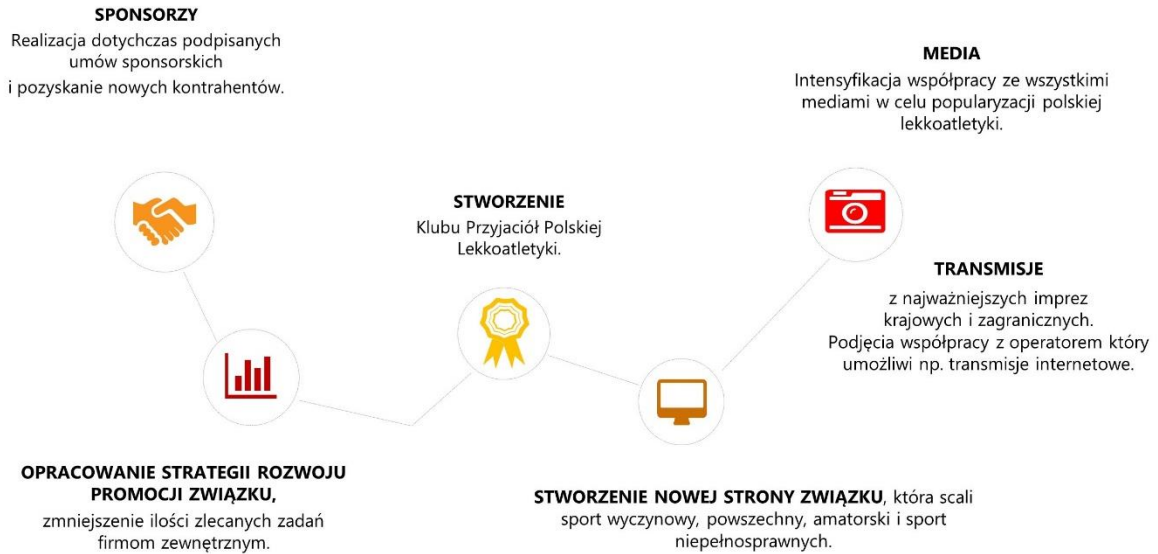 SPONSORZY
Realizacja dotychczas podpisanych
umów sponsorskich
i pozyskanie nowych kontrahentów.
OPRACOWANIE STRATEGII ROZWOJU
PROMOCJI ZWIĄZKU,
zmniejszenie ilości zlecanych zadań
firmom zewnętrznym.
STWORZENIE
Klubu Przyjaciół Polskiej
Lekkoatletyki.
STWORZENIE NOWEJ STRONY ZWIĄZKU, która scali
sport wyczynowy, powszechny, amatorski i sport
niepełnosprawnych.
MEDIA
Intensyfikacja współpracy ze wszystkimi
mediami w celu popularyzacji polskiej
lekkoatletyki.
TRANSMISJE
z najważniejszych imprez
krajowych i zagranicznych.
Podjęcia współpracy z operatorem który
umożliwi np. transmisje internetowe.